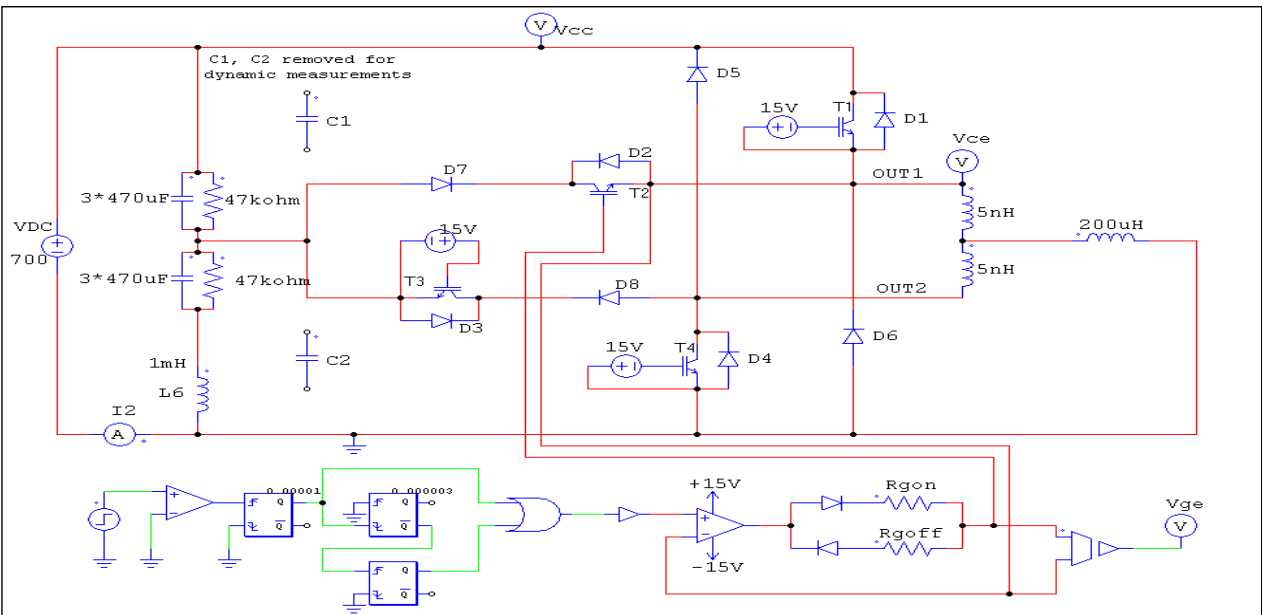 V Vcc
C1, C2 removed for
dynamic measurements
C1
D5
15V
T1
D1
Vce
V
D7
D2
T2
OUT1
3*470uF
47kohm
5nH
200uH
VDC
700
15V
3*470uF
47kohm
T3
D3
D8
OUT2
5nH
C2
15V
T4
D4
D6
1mH
L6
I2
A
0.00001
Q
Q
0.000003
Q
Q
Q
Q
+15V
-15V
Rgon
Rgoff
Vge
V